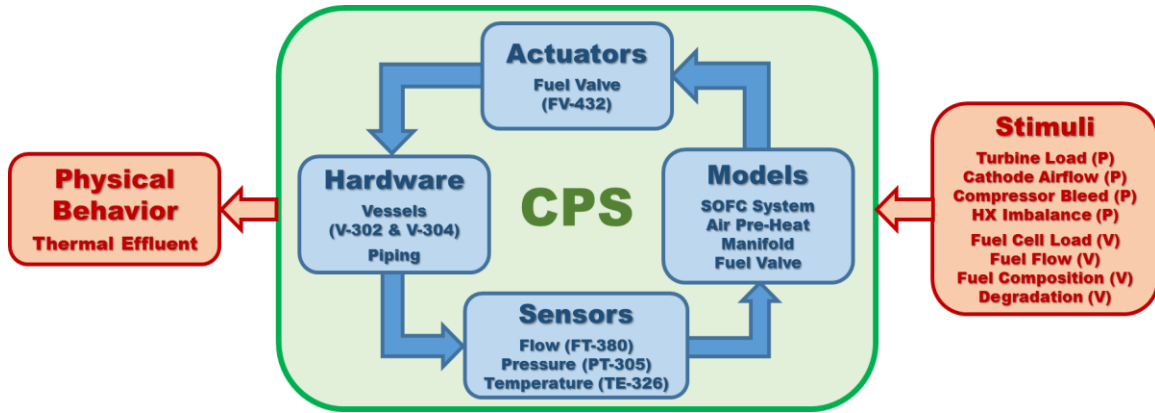 Physical
Behavior
Thermal Effluent
CPS
Actuators
Fuel Valve
(FV-432)
Hardware
Vessels
(V-302 & V-304)
Piping
Sensors
Flow (FT-380)
Pressure (PT-305)
Temperature (TE-326)
Models
SOFC System
Air Pre-Heat
Manifold
Fuel Valve
Stimuli
Turbine Load (P)
Cathode Airflow (P)
Compressor Bleed (P)
HX Imbalance (P)
Fuel Cell Load (V)
Fuel Flow (V)
Fuel Composition (V)
Degradation (V)